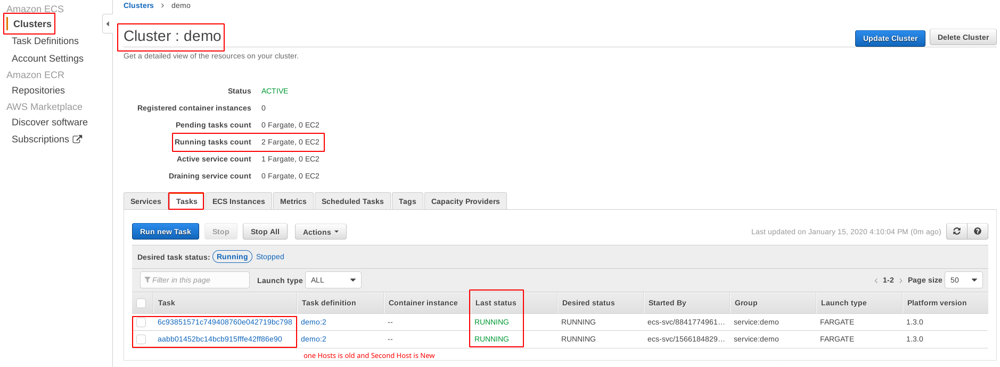 Amazon ECS
Clusters
Task Definitions
Account Settings
Amazon ECR
Repositories
AWS Marketplace
Discover software
Subscriptions
Clusters > demo
Cluster : demo
Update Cluster Delete Cluster
Get a detailed view of the resources on your cluster.
Status ACTIVE
Registered container instances 0
Pending tasks count 0 Fargate, 0 EC2
Running tasks count 2 Fargate, 0 EC2
Active service count 1 Fargate, 0 EC2
Draining service count 0 Fargate, 0 EC2
Services Tasks ECS Instances Metrics Scheduled Tasks Tags Capacity Providers
Run new Task Stop Stop All Actions Last updated on January 15, 2020 4:10:04 PM (0m ago)
Desired task status: Running Stopped
Filter in this page Launch type ALL < 1-2 > Page size 50
Task Task definition Container instance Last status Desired status Started By Group Launch type Platform version
6c93851571c749408760e042719bc798 demo:2 -- RUNNING RUNNING ecs-svc/8841774961... service:demo FARGATE 1.3.0
aabb01452bc14bcb915fffe42ff86e90 demo:2 -- RUNNING RUNNING ecs-svc/1566184829... service:demo FARGATE 1.3.0
one Hosts is old and Second Host is New